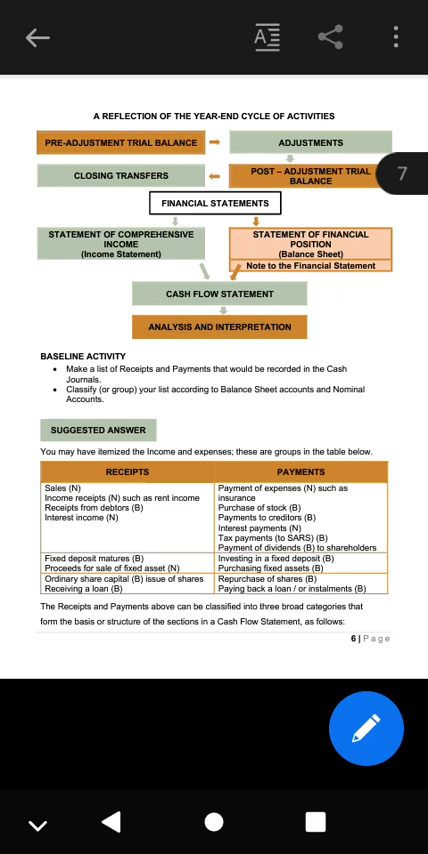 A
7
A REFLECTION OF THE YEAR-END CYCLE OF ACTIVITIES
PRE-ADJUSTMENT TRIAL BALANCE
ADJUSTMENTS
CLOSING TRANSFERS
POST – ADJUSTMENT TRIAL
BALANCE
FINANCIAL STATEMENTS
STATEMENT OF COMPREHENSIVE
INCOME
(Income Statement)
STATEMENT OF FINANCIAL
POSITION
(Balance Sheet)
Note to the Financial Statement
CASH FLOW STATEMENT
ANALYSIS AND INTERPRETATION
BASELINE ACTIVITY
• Make a list of Receipts and Payments that would be recorded in the Cash
Journals.
• Classify (or group) your list according to Balance Sheet accounts and Nominal
Accounts.
SUGGESTED ANSWER
You may have itemized the Income and expenses; these are groups in the table below.
RECEIPTS
PAYMENTS
Sales (N)
Income receipts (N) such as rent income
Receipts from debtors (B)
Interest income (N)
Payment of expenses (N) such as
insurance
Purchase of stock (B)
Payments to creditors (B)
Interest payments (N)
Tax payments (to SARS) (B)
Payment of dividends (B) to shareholders
Fixed deposit matures (B)
Proceeds for sale of fixed asset (N)
Investing in a fixed deposit (B)
Purchasing fixed assets (B)
Ordinary share capital (B) issue of shares
Receiving a loan (B)
Repurchase of shares (B)
Paying back a loan / or instalments (B)
The Receipts and Payments above can be classified into three broad categories that
form the basis or structure of the sections in a Cash Flow Statement, as follows:
6 | Page